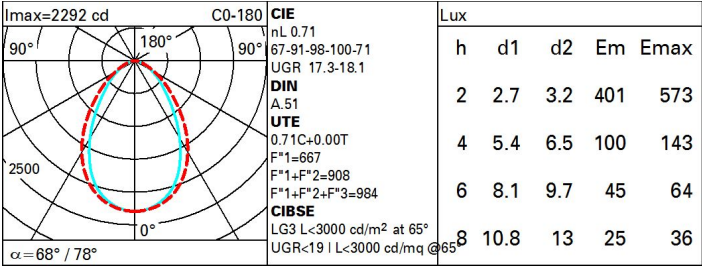 Imax=2292 cd C0-180
90° 180° 90°
2500
0°
α=68° / 78°
CIE
nL 0.71
67-91-98-100-71
UGR 17.3-18.1
DIN
A.51
UTE
0.71C+0.00T
F"1=667
F"1+F"2=908
F"1+F"2+F"3=984
CIBSE
LG3 L<3000 cd/m² at 65°
UGR<19 | L<3000 cd/mq @65°
Lux
h d1 d2 Em Emax
2 2.7 3.2 401 573
4 5.4 6.5 100 143
6 8.1 9.7 45 64
8 10.8 13 25 36